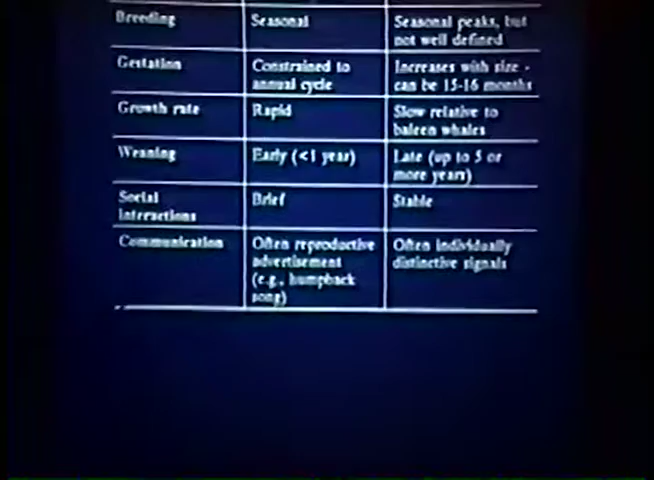 Breeding
Seasonal
Seasonal peaks, but
not well defined
Gestation
Constrained to
annual cycle
Increases with size -
can be 15-16 months
Growth rate
Rapid
Slow relative to
baleen whales
Weaning
Early (<1 year)
Late (up to 5 or
more years)
Social
interactions
Brief
Stable
Communication
Often reproductive
advertisement
(e.g., humpback
song)
Often individually
distinctive signals